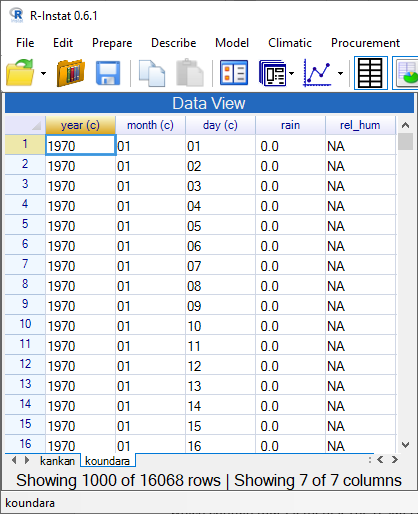 R-Instat 0.6.1
File Edit Prepare Describe Model Climatic Procurement
Data View
year (c) month (c) day (c) rain rel_hum
1 1970 01 01 0.0 NA
2 1970 01 02 0.0 NA
3 1970 01 03 0.0 NA
4 1970 01 04 0.0 NA
5 1970 01 05 0.0 NA
6 1970 01 06 0.0 NA
7 1970 01 07 0.0 NA
8 1970 01 08 0.0 NA
9 1970 01 09 0.0 NA
10 1970 01 10 0.0 NA
11 1970 01 11 0.0 NA
12 1970 01 12 0.0 NA
13 1970 01 13 0.0 NA
14 1970 01 14 0.0 NA
15 1970 01 15 0.0 NA
16 1970 01 16 0.0 NA
kankan koundara
Showing 1000 of 16068 rows | Showing 7 of 7 columns
koundara